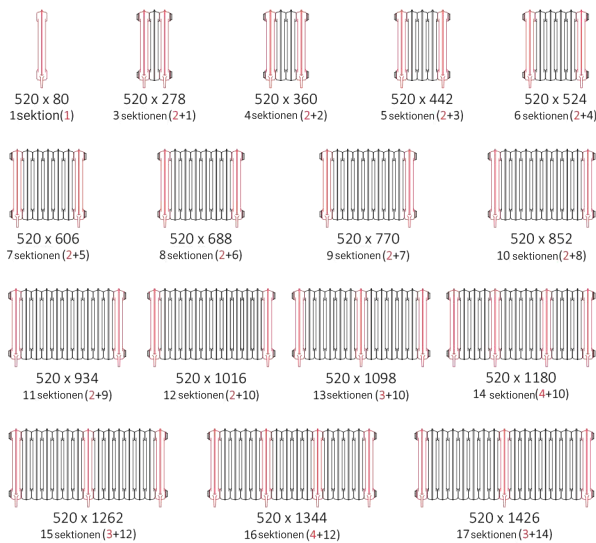 520 x 80
1 sektion(1)
520 x 278
3 sektionen (2+1)
520 x 360
4 sektionen (2+2)
520 x 442
5 sektionen (2+3)
520 x 524
6 sektionen (2+4)
520 x 606
7 sektionen (2+5)
520 x 688
8 sektionen (2+6)
520 x 770
9 sektionen (2+7)
520 x 852
10 sektionen (2+8)
520 x 934
11 sektionen (2+9)
520 x 1016
12 sektionen (2+10)
520 x 1098
13 sektionen (3+10)
520 x 1180
14 sektionen(4+10)
520 x 1262
15 sektionen (3+12)
520 x 1344
16 sektionen (4+12)
520 x 1426
17 sektionen (3+14)